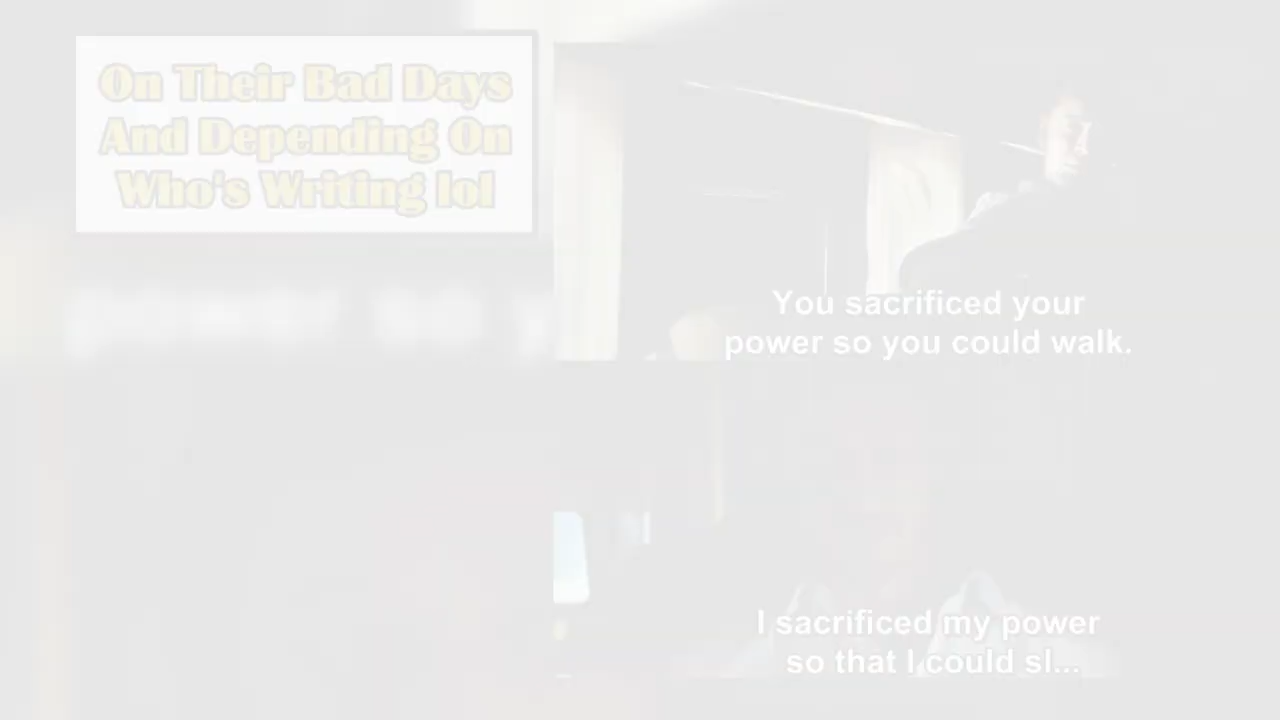 On Their Bad Days
And Depending On
Who's Writing lol
You sacrificed your
power so you could walk.
I sacrificed my power
so that I could sl...